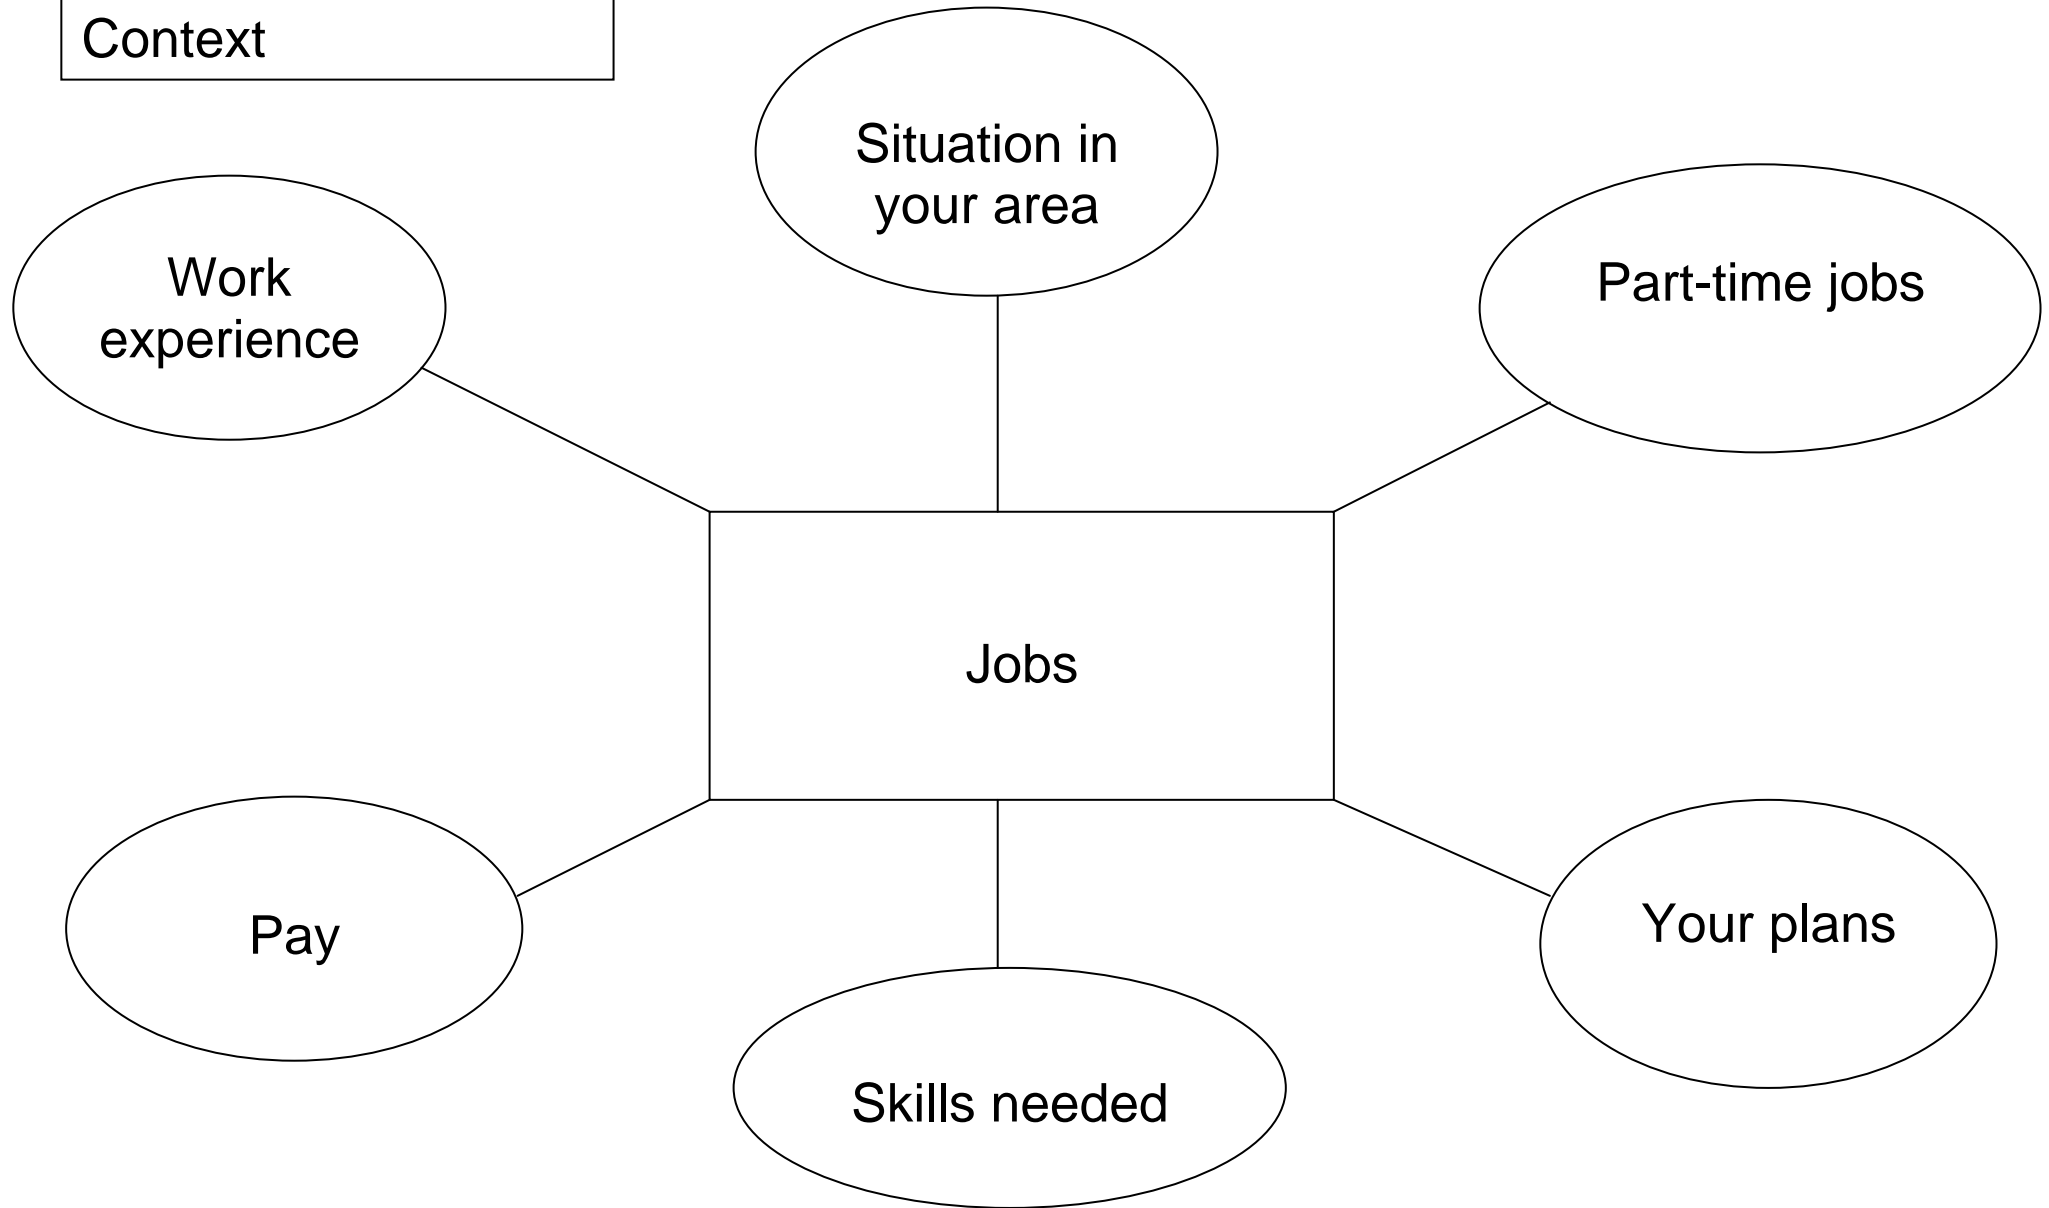 Context
Situation in
your area
Work
experience
Part-time jobs
Jobs
Pay
Your plans
Skills needed